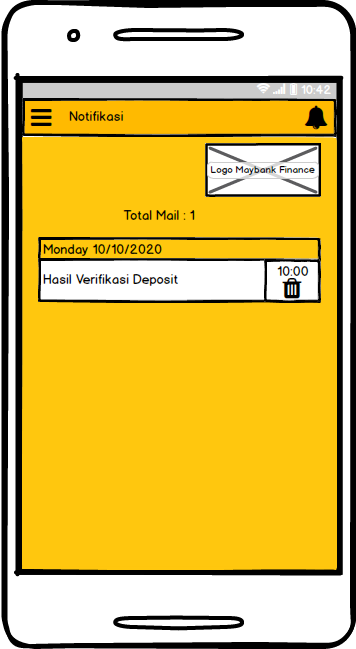 10:42
Notifikasi
Logo Maybank Finance
Total Mail : 1
Monday 10/10/2020
Hasil Verifikasi Deposit
10:00